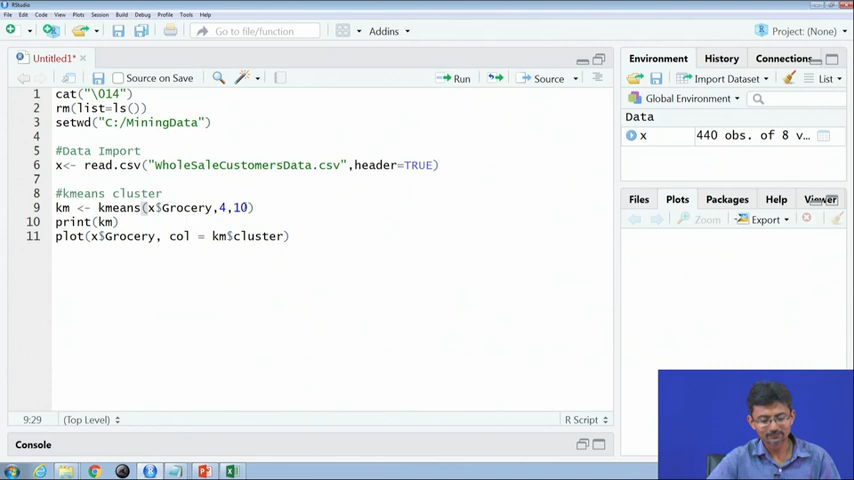 RStudio
File Edit Code View Plots Session Build Debug Profile Tools Help
Go to file/function
Addins
Project: (None)
Untitled1*
Source on Save
Run
Source
1 cat("\014")
2 rm(list=ls())
3 setwd("C:/MiningData")
4
5 #Data Import
6 x<- read.csv("WholeSaleCustomersData.csv",header=TRUE)
7
8 #kmeans cluster
9 km <- kmeans(x$Grocery,4,10)
10 print(km)
11 plot(x$Grocery, col = km$cluster)
9:29
(Top Level)
R Script
Console
Environment History Connections
Import Dataset
List
Global Environment
Data
x 440 obs. of 8 v…
Files Plots Packages Help Viewer
Zoom
Export